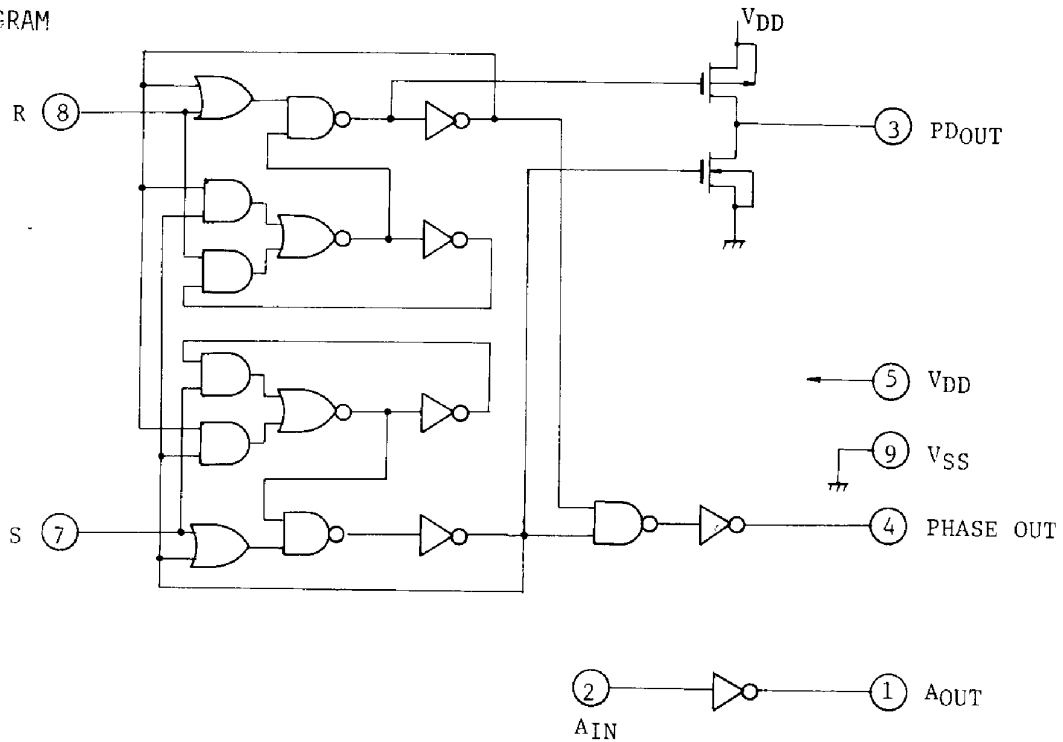 GRAM
VDD
R 8
3 PDOUT
5 VDD
9 VSS
S 7
4 PHASE OUT
2
1 AOUT
AIN